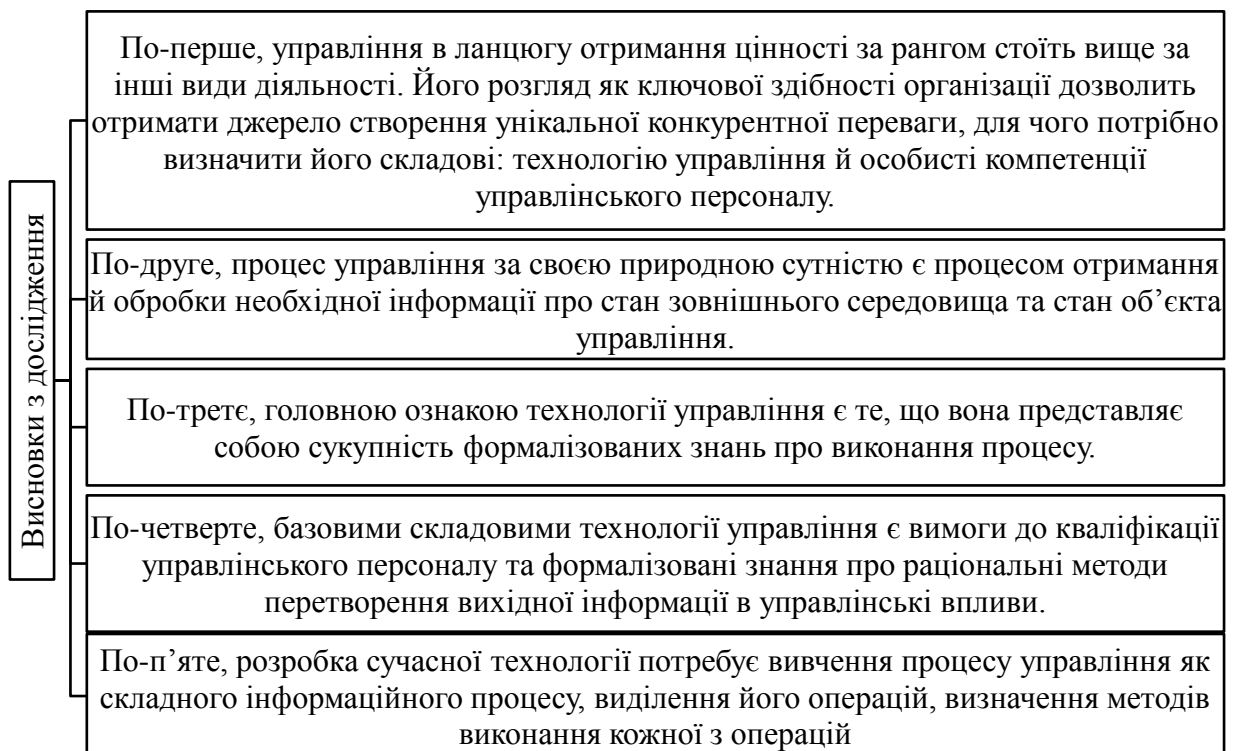 Висновки з дослідження
По-перше, управління в ланцюгу отримання цінності за рангом стоїть вище за
інші види діяльності. Його розгляд як ключової здібності організації дозволить
отримати джерело створення унікальної конкурентної переваги, для чого потрібно
визначити його складові: технологію управління й особисті компетенції
управлінського персоналу.
По-друге, процес управління за своєю природною сутністю є процесом отримання
й обробки необхідної інформації про стан зовнішнього середовища та стан об’єкта
управління.
По-третє, головною ознакою технології управління є те, що вона представляє
собою сукупність формалізованих знань про виконання процесу.
По-четверте, базовими складовими технології управління є вимоги до кваліфікації
управлінського персоналу та формалізовані знання про раціональні методи
перетворення вихідної інформації в управлінські впливи.
По-п’яте, розробка сучасної технології потребує вивчення процесу управління як
складного інформаційного процесу, виділення його операцій, визначення методів
виконання кожної з операцій